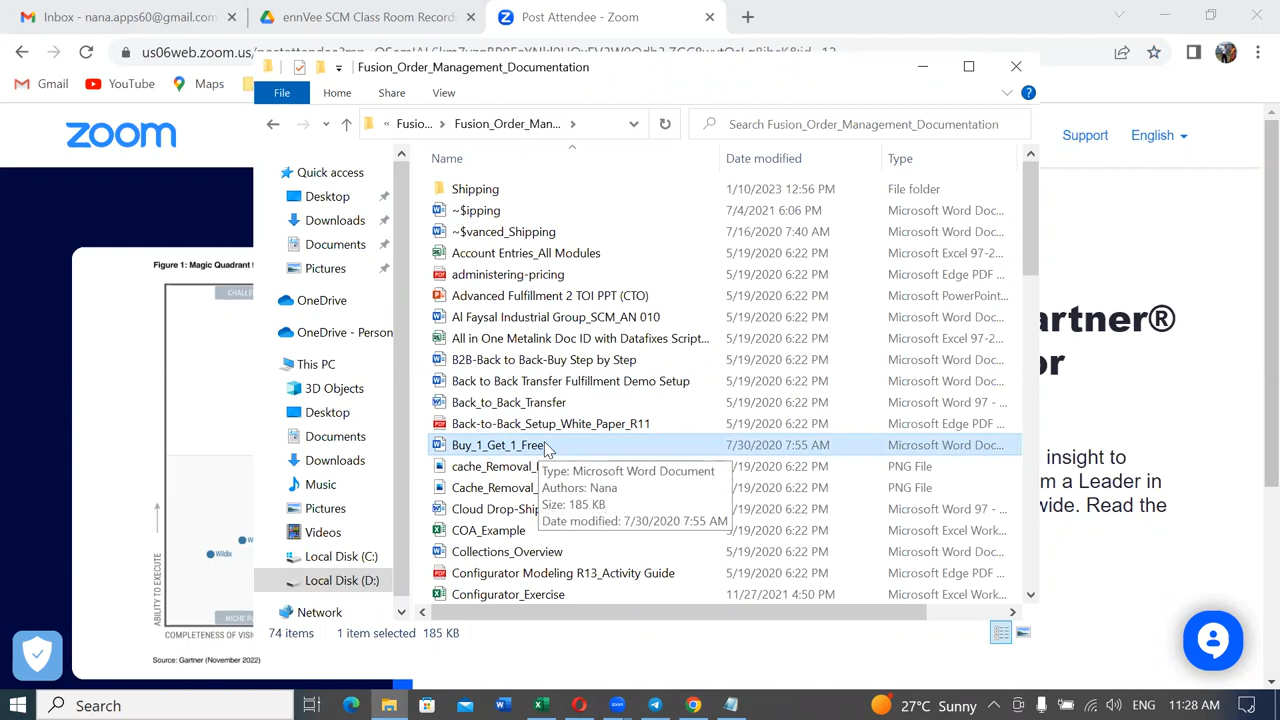 Inbox - nana.apps60@gmail.com
ennVee SCM Class Room Record
Post Attendee - Zoom
Fusion_Order_Management_Documentation
Gmail
YouTube
Maps
File
Home
Share
View
« Fusio... > Fusion_Order_Man... >
Search Fusion_Order_Management_Documentation
zoom
Support
English
Name
Date modified
Type
Quick access
Desktop
Downloads
Documents
Pictures
OneDrive
OneDrive - Person
This PC
3D Objects
Desktop
Documents
Downloads
Music
Pictures
Videos
Local Disk (C:)
Local Disk (D:)
Network
Shipping 1/10/2023 12:56 PM File folder
~$ipping 7/4/2021 6:06 PM Microsoft Word Doc...
~$vanced_Shipping 7/16/2020 7:40 AM Microsoft Word Doc...
Account Entries_All Modules 5/19/2020 6:22 PM Microsoft Excel 97-2...
administering-pricing 5/19/2020 6:22 PM Microsoft Edge PDF ...
Advanced Fulfillment 2 TOI PPT (CTO) 5/19/2020 6:22 PM Microsoft PowerPoint...
Al Faysal Industrial Group_SCM_AN 010 5/19/2020 6:22 PM Microsoft Word Doc...
All in One Metalink Doc ID with Datafixes Script... 5/19/2020 6:22 PM Microsoft Excel 97-2...
B2B-Back to Back-Buy Step by Step 5/19/2020 6:22 PM Microsoft Word Doc...
Back to Back Transfer Fulfillment Demo Setup 5/19/2020 6:22 PM Microsoft Word Doc...
Back_to_Back_Transfer 5/19/2020 6:22 PM Microsoft Word 97 - ...
Back-to-Back_Setup_White_Paper_R11 5/19/2020 6:22 PM Microsoft Edge PDF ...
Buy_1_Get_1_Free 7/30/2020 7:55 AM Microsoft Word Doc...
cache_Removal_ /19/2020 6:22 PM PNG File
Cache_Removal_ /19/2020 6:22 PM PNG File
Cloud Drop-Ship /19/2020 6:22 PM Microsoft Word 97 - ...
COA_Example 5/19/2020 6:22 PM Microsoft Excel Work...
Collections_Overview 5/19/2020 6:22 PM Microsoft Word Doc...
Configurator Modeling R13_Activity Guide 5/19/2020 6:22 PM Microsoft Edge PDF ...
Configurator_Exercise 11/27/2021 4:50 PM Microsoft Excel Work...
Type: Microsoft Word Document
Authors: Nana
Size: 185 KB
Date modified: 7/30/2020 7:55 AM
74 items 1 item selected 185 KB
Figure 1: Magic Quadrant
CHALLE
ABILITY TO EXECUTE
Wildix
NICHE P
COMPLETENESS OF VISI
Source: Gartner (November 2022)
artner®
or
insight to
m a Leader in
wide. Read the
Search
27°C Sunny
ENG
11:28 AM